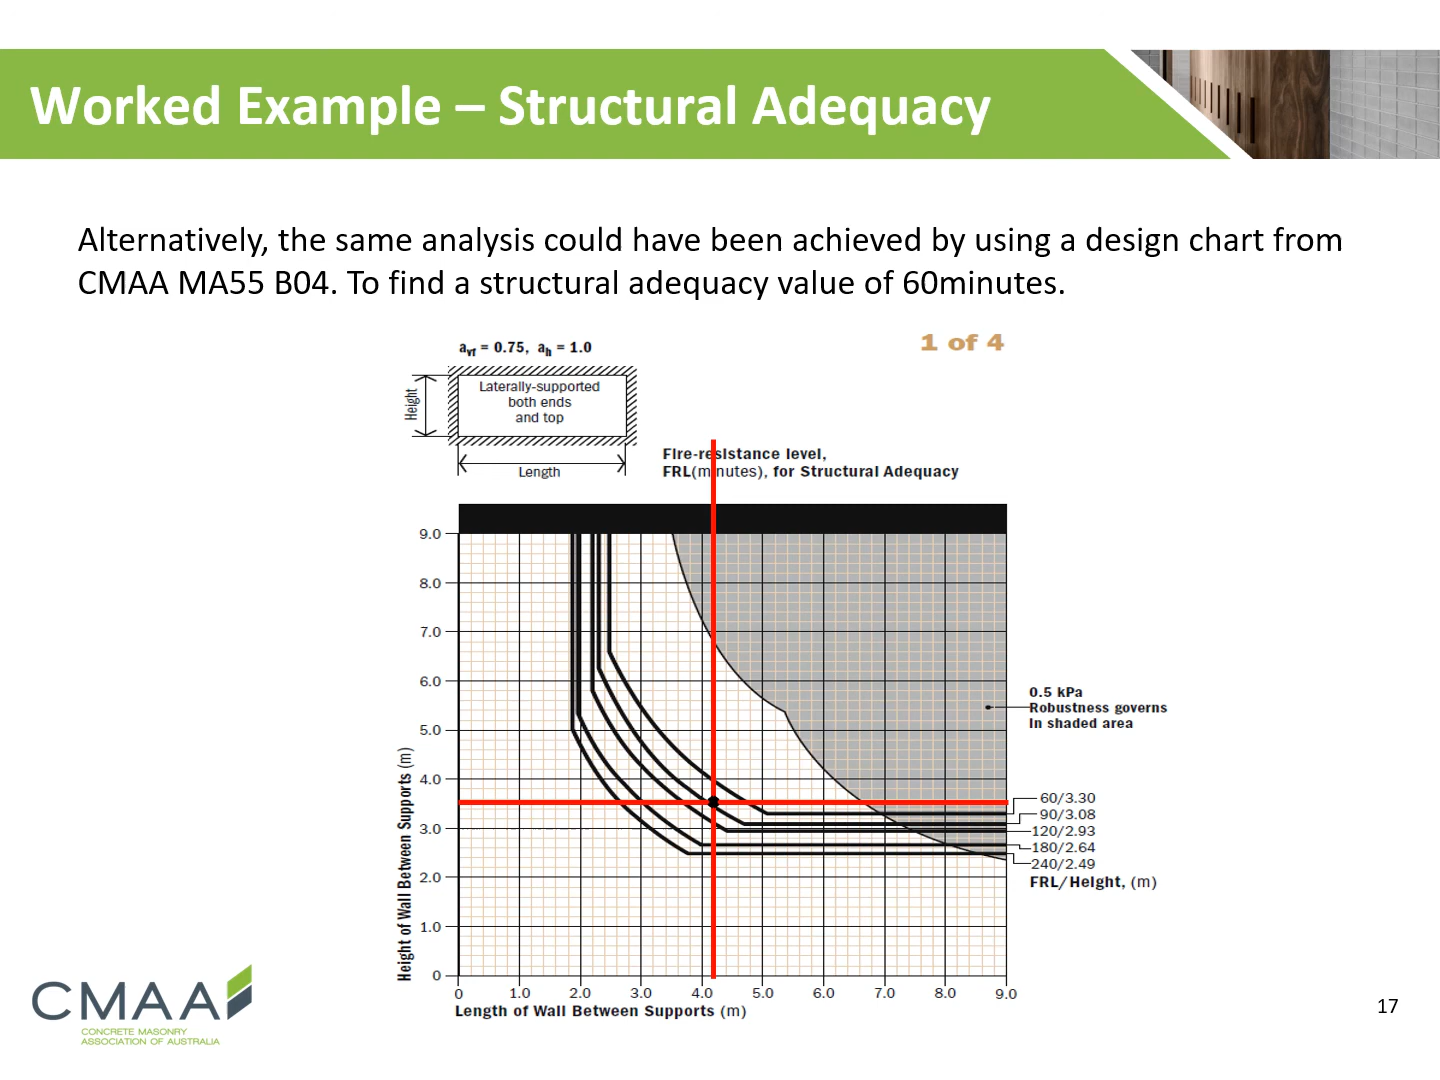 Worked Example – Structural Adequacy
Alternatively, the same analysis could have been achieved by using a design chart from
CMAA MA55 B04. To find a structural adequacy value of 60minutes.
avf = 0.75, ah = 1.0
1 of 4
Height
Laterally-supported
both ends
and top
Length
Fire-resistance level,
FRL(minutes), for Structural Adequacy
9.0
8.0
7.0
6.0
5.0
4.0
3.0
2.0
1.0
0
Height of Wall Between Supports (m)
0.5 kPa
Robustness governs
In shaded area
60/3.30
90/3.08
120/2.93
180/2.64
240/2.49
FRL/Height, (m)
0 1.0 2.0 3.0 4.0 5.0 6.0 7.0 8.0 9.0
Length of Wall Between Supports (m)
CMAA
CONCRETE MASONRY
ASSOCIATION OF AUSTRALIA
17